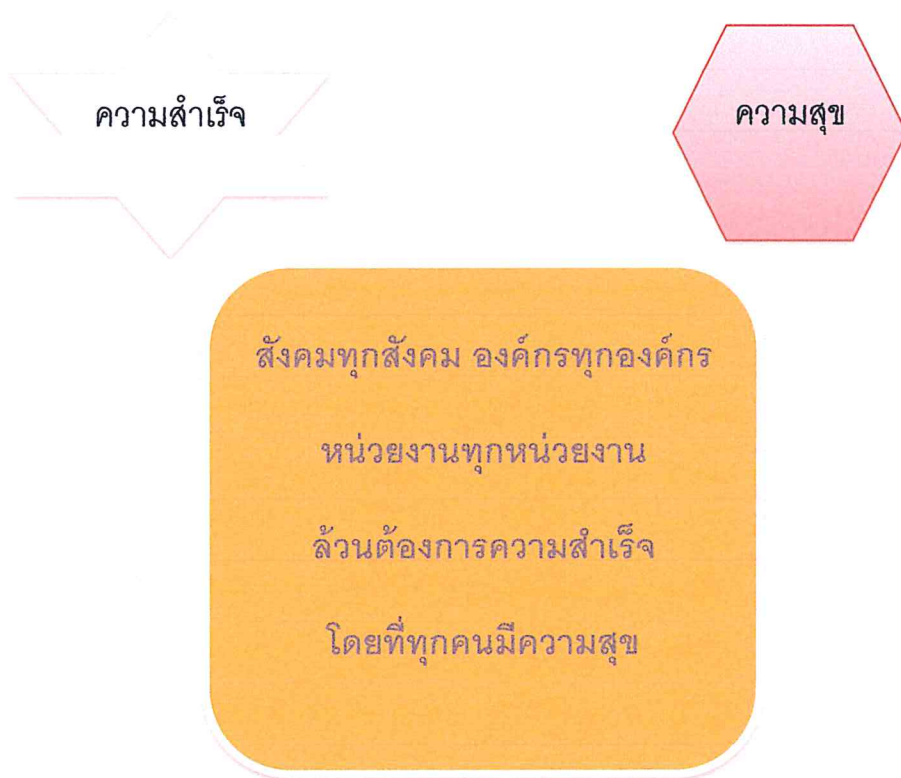 ความสำเร็จ
ความสุข
สังคมทุกสังคม องค์กรทุกองค์กร
หน่วยงานทุกหน่วยงาน
ล้วนต้องการความสำเร็จ
โดยที่ทุกคนมีความสุข